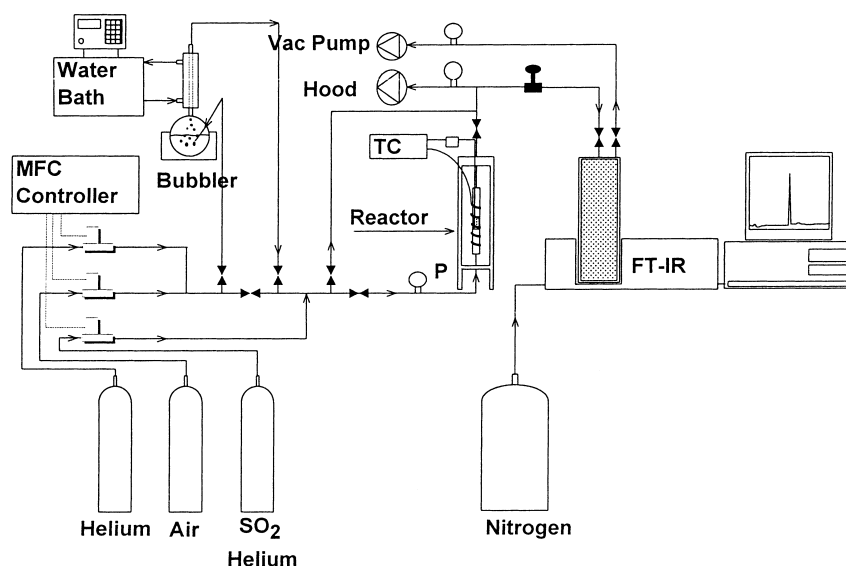 Vac Pump
Water
Bath
Hood
TC
MFC
Controller
Bubbler
Reactor
P
FT-IR
Helium
Air
SO2
Helium
Nitrogen